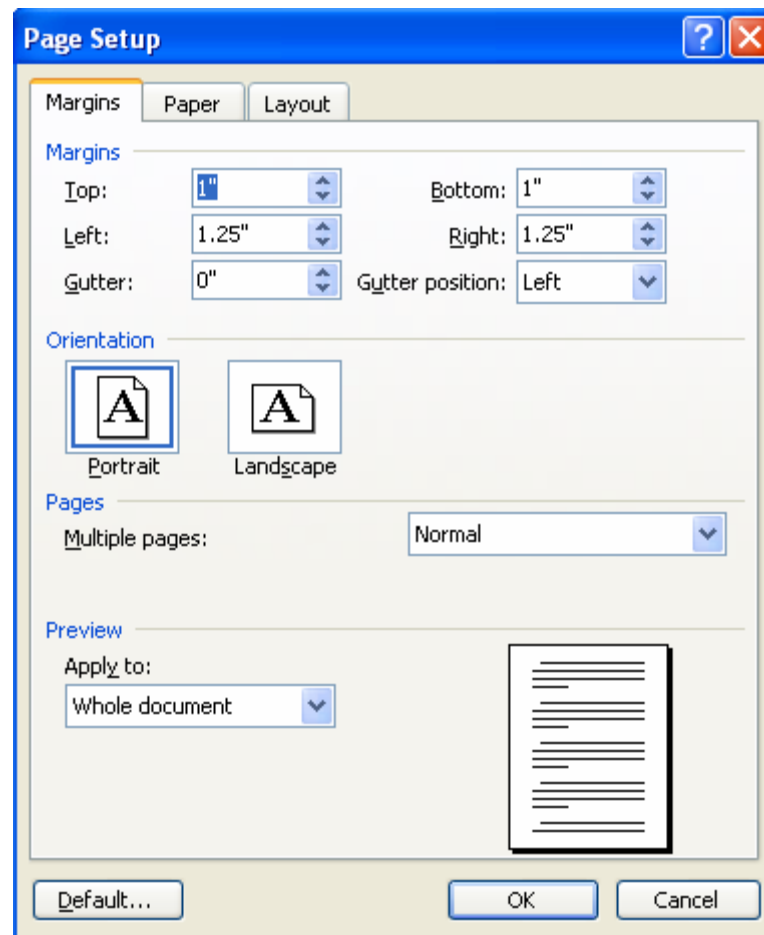 Page Setup
Margins Paper Layout
Margins
Top: 1" Bottom: 1"
Left: 1.25" Right: 1.25"
Gutter: 0" Gutter position: Left
Orientation
A A
Portrait Landscape
Pages
Multiple pages: Normal
Preview
Apply to:
Whole document
Default... OK Cancel